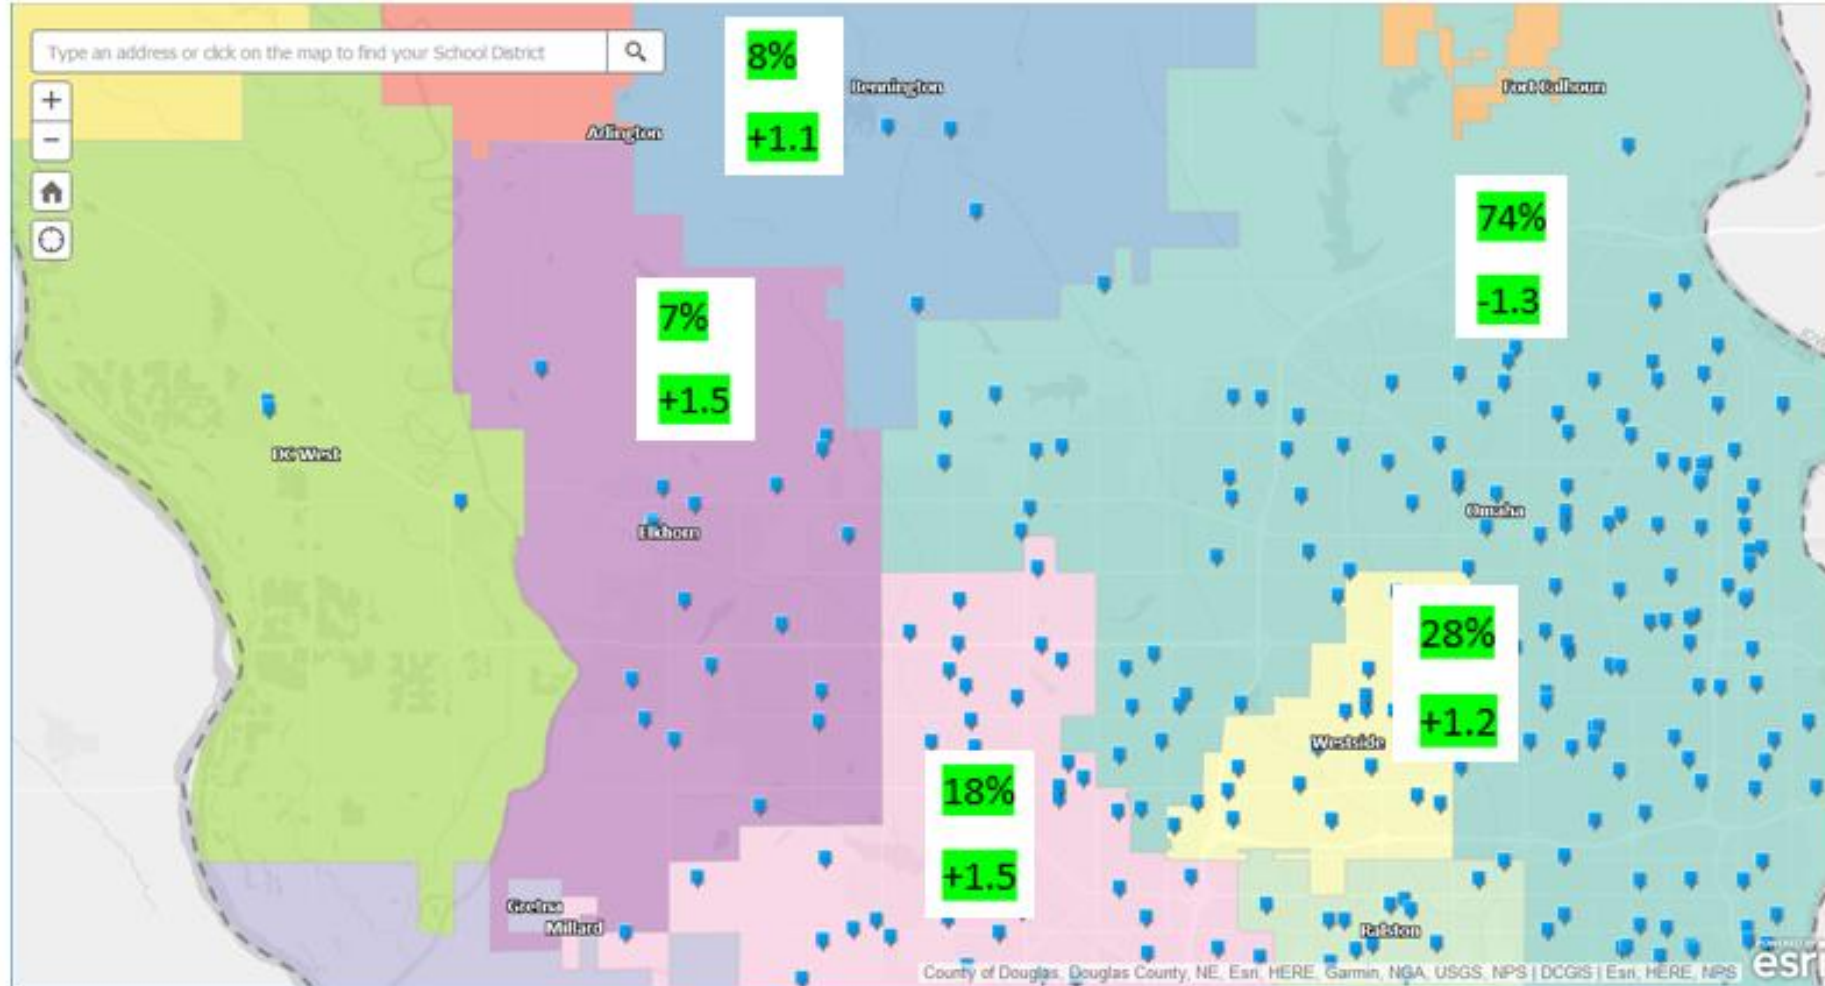 Type an address or click on the map to find your School District
+
−
8%
+1.1
Bennington
Fort Calhoun
Arlington
74%
-1.3
7%
+1.5
DC West
Omaha
Elkhorn
28%
+1.2
Westside
18%
+1.5
Gretna
Millard
Ralston
POWERED BY
esri
County of Douglas, Douglas County, NE, Esri, HERE, Garmin, NGA, USGS, NPS | DCGIS | Esri, HERE, NPS